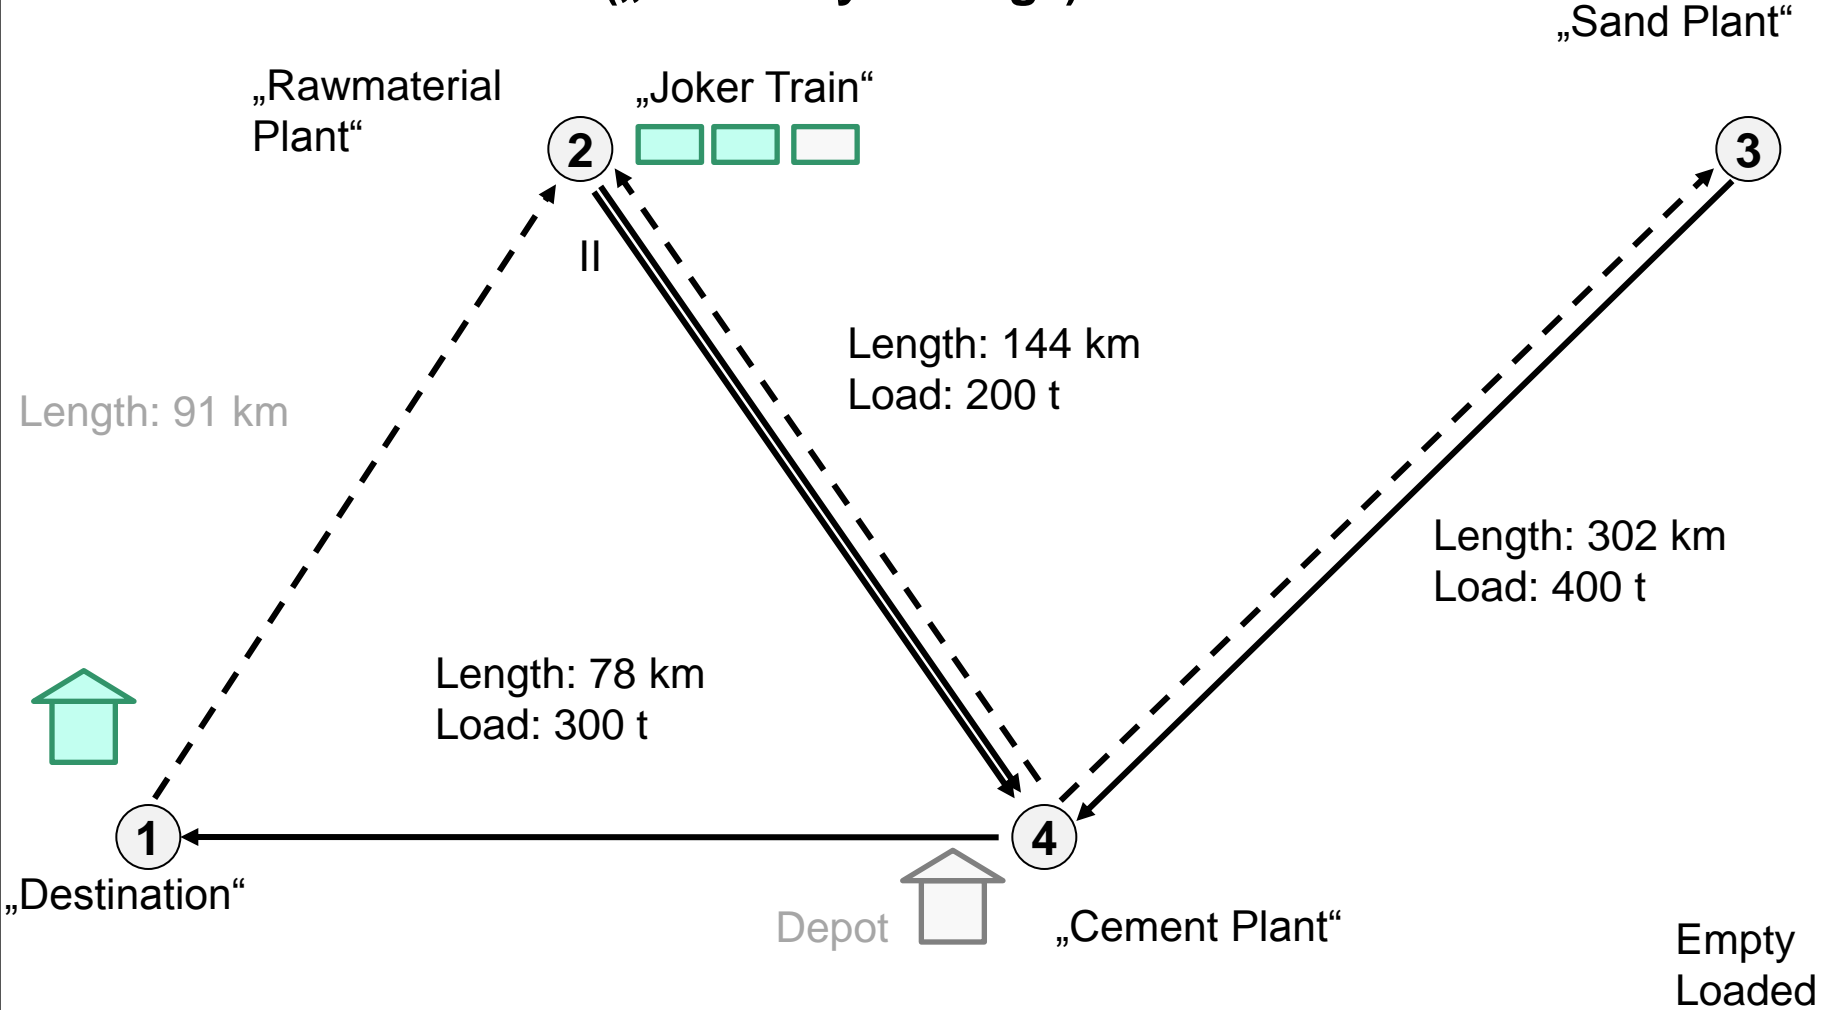 „Sand Plant“
„Rawmaterial
Plant“
„Joker Train“
2
3
II
Length: 144 km
Load: 200 t
Length: 91 km
Length: 302 km
Load: 400 t
Length: 78 km
Load: 300 t
1
4
„Destination“
Depot
„Cement Plant“
Empty
Loaded